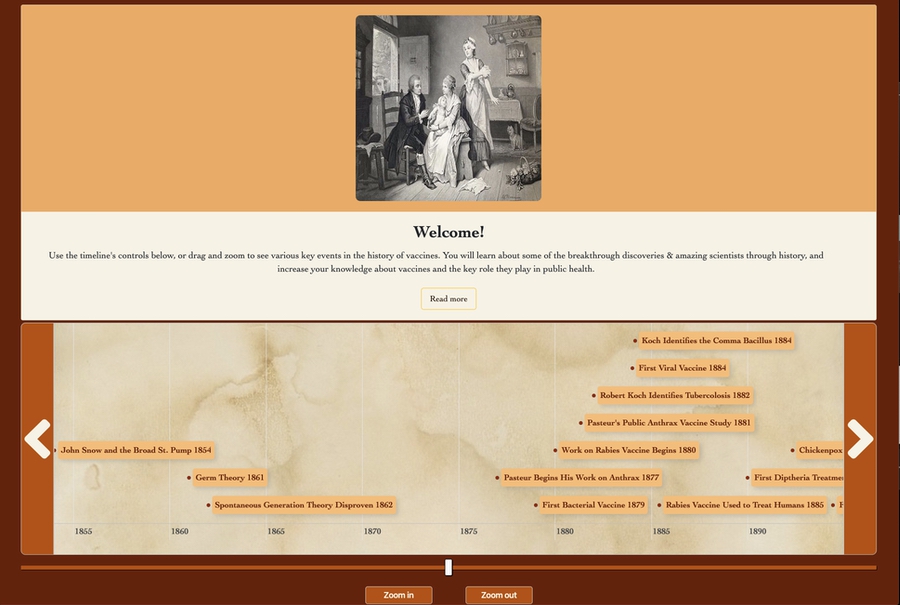 Welcome!
Use the timeline's controls below, or drag and zoom to see various key events in the history of vaccines. You will learn about some of the breakthrough discoveries & amazing scientists through history, and
increase your knowledge about vaccines and the key role they play in public health.
Read more
Koch Identifies the Comma Bacillus 1884
First Viral Vaccine 1884
Robert Koch Identifies Tubercolosis 1882
Pasteur's Public Anthrax Vaccine Study 1881
John Snow and the Broad St. Pump 1854
Work on Rabies Vaccine Begins 1880
Chickenpox
Germ Theory 1861
Pasteur Begins His Work on Anthrax 1877
First Diptheria Treatme
Spontaneous Generation Theory Disproven 1862
First Bacterial Vaccine 1879
Rabies Vaccine Used to Treat Humans 1885
1855
1860
1865
1870
1875
1880
1885
1890
Zoom in
Zoom out